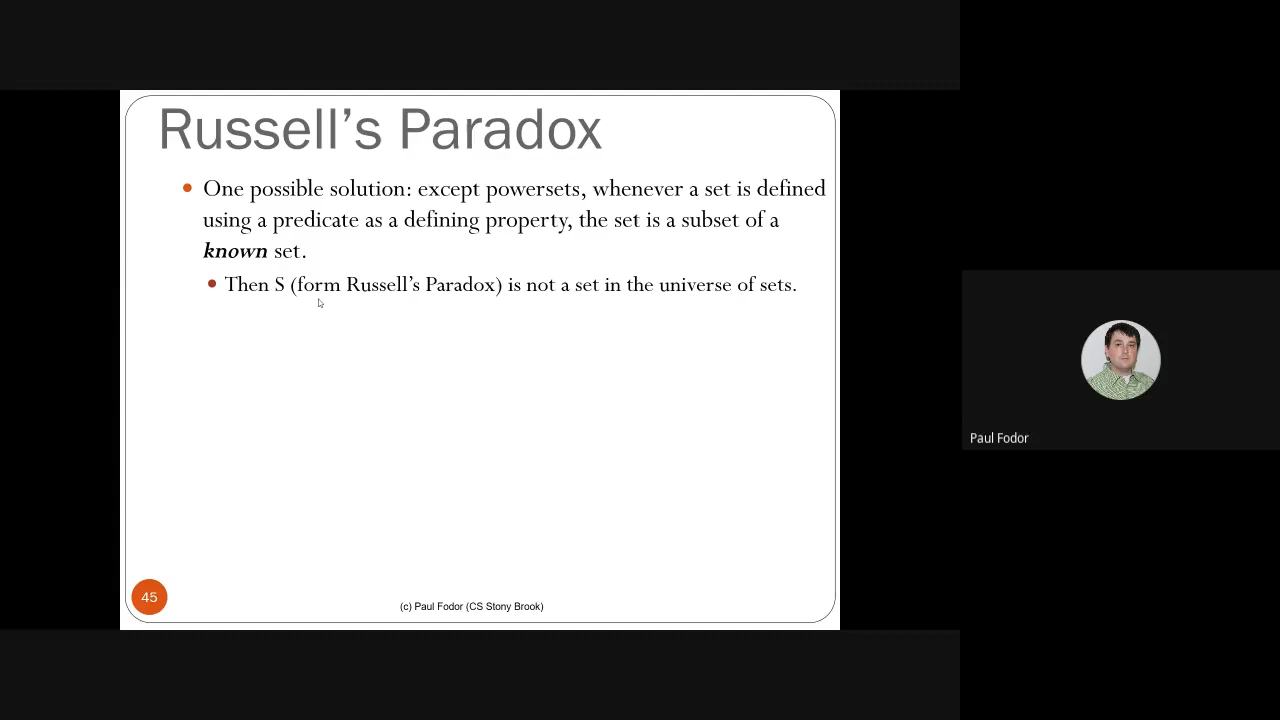 Russell's Paradox
One possible solution: except powersets, whenever a set is defined
using a predicate as a defining property, the set is a subset of a
known set.
Then S (form Russell's Paradox) is not a set in the universe of sets.
45
(c) Paul Fodor (CS Stony Brook)
Paul Fodor